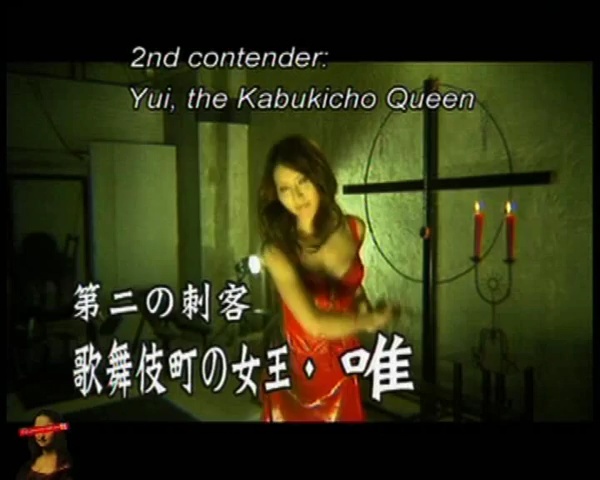 2nd contender:
Yui, the Kabukicho Queen
第二の刺客
歌舞伎町の女王・唯